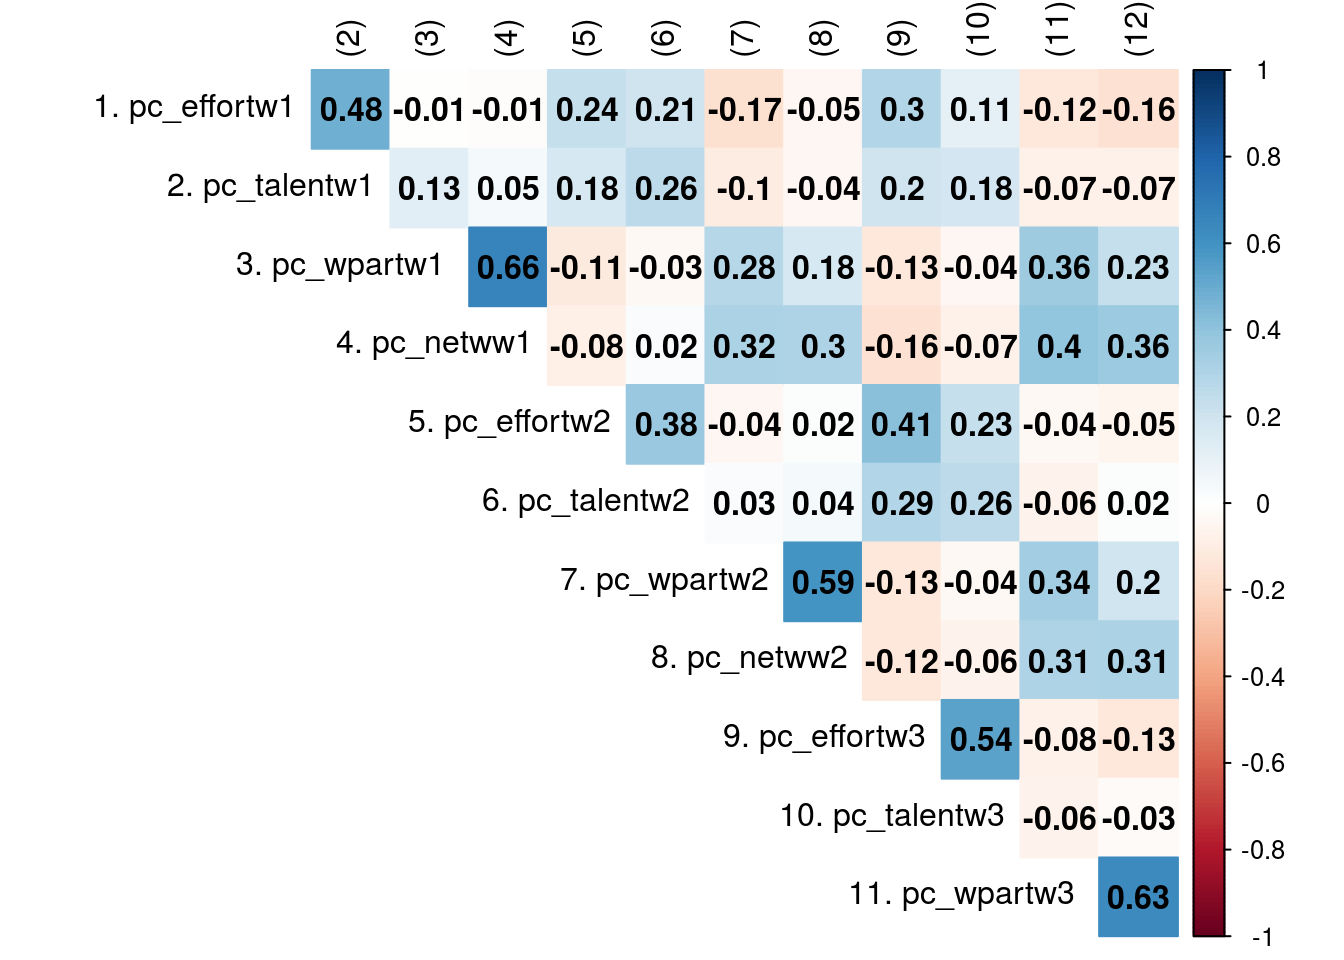 (2) (3) (4) (5) (6) (7) (8) (9) (10) (11) (12)
1. pc_effortw1 0.48 -0.01 -0.01 0.24 0.21 -0.17 -0.05 0.3 0.11 -0.12 -0.16
2. pc_talentw1 0.13 0.05 0.18 0.26 -0.1 -0.04 0.2 0.18 -0.07 -0.07
3. pc_wpartw1 0.66 -0.11 -0.03 0.28 0.18 -0.13 -0.04 0.36 0.23
4. pc_netww1 -0.08 0.02 0.32 0.3 -0.16 -0.07 0.4 0.36
5. pc_effortw2 0.38 -0.04 0.02 0.41 0.23 -0.04 -0.05
6. pc_talentw2 0.03 0.04 0.29 0.26 -0.06 0.02
7. pc_wpartw2 0.59 -0.13 -0.04 0.34 0.2
8. pc_netww2 -0.12 -0.06 0.31 0.31
9. pc_effortw3 0.54 -0.08 -0.13
10. pc_talentw3 -0.06 -0.03
11. pc_wpartw3 0.63
1
0.8
0.6
0.4
0.2
0
-0.2
-0.4
-0.6
-0.8
-1